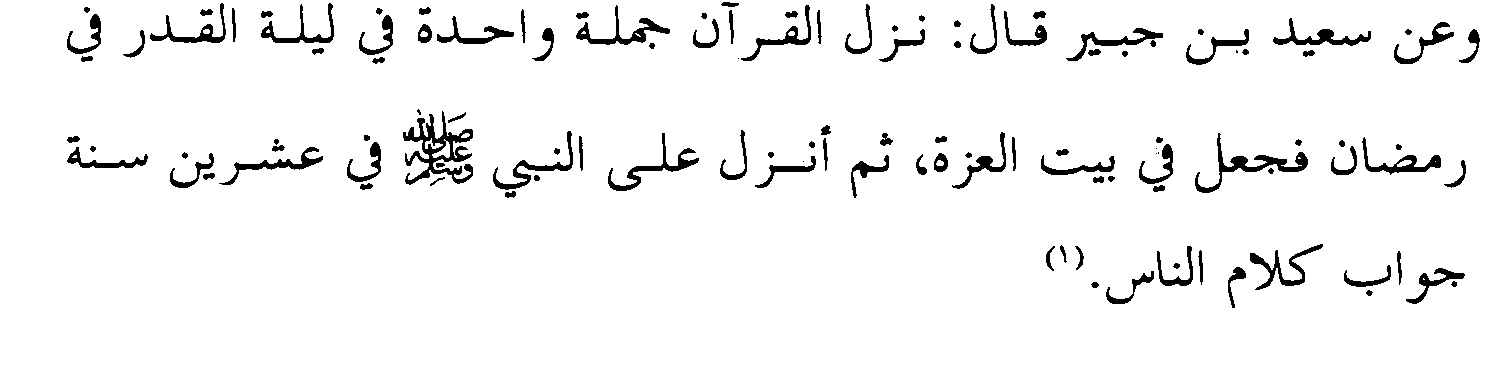 وعن سعيد بن جبير قال: نزل القرآن جملة واحدة في ليلة القدر في
رمضان فجعل في بيت العزة، ثم أنزل على النبي ﷺ في عشرين سنة
جواب كلام الناس.(١)